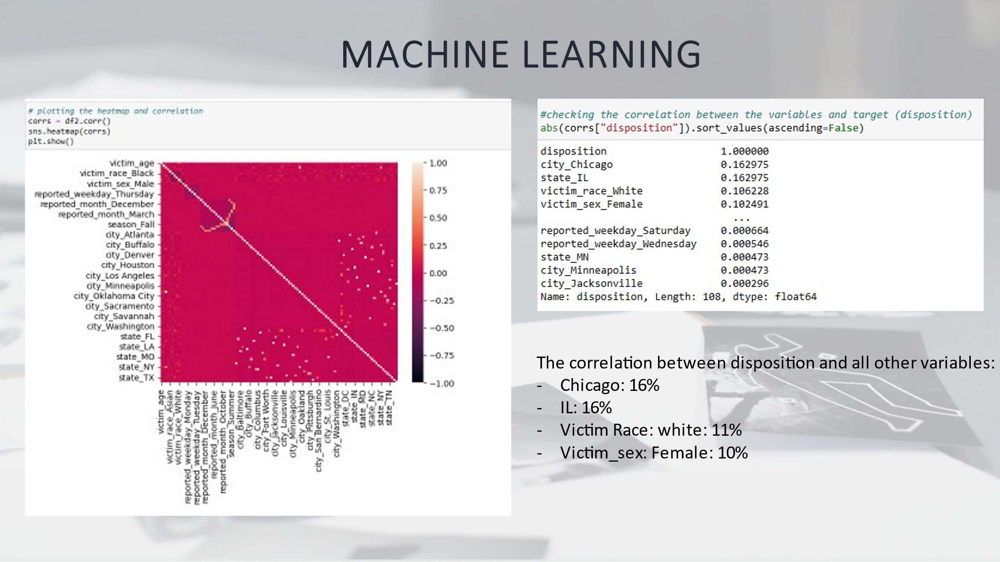 MACHINE LEARNING
# plotting the heatmap and correlation
corrs = df2.corr()
sns.heatmap(corrs)
plt.show()
victim_age
victim_race_Black
victim_sex_Male
reported_weekday_Thursday
reported_month_December
reported_month_March
season_Fall
city_Atlanta
city_Buffalo
city_Denver
city_Houston
city_Los Angeles
city_Minneapolis
city_Oklahoma City
city_Sacramento
city_Savannah
city_Washington
state_FL
state_LA
state_MO
state_NY
state_TX
1.00
0.75
0.50
0.25
0.00
−0.25
−0.50
−0.75
−1.00
victim_age
victim_race_Asian
victim_race_White
reported_weekday_Monday
reported_weekday_Tuesday
reported_month_December
reported_month_June
reported_month_October
season_Summer
city_Baltimore
city_Buffalo
city_Columbus
city_Fort Worth
city_Jacksonville
city_Louisville
city_Minneapolis
city_Oakland
city_Pittsburgh
city_San Bernardino
city_St. Louis
city_Washington
state_DC
state_IN
state_MD
state_NC
state_NY
state_TN
#checking the correlation between the variables and target (disposition)
abs(corrs["disposition"]).sort_values(ascending=False)
disposition 1.000000
city_Chicago 0.162975
state_IL 0.162975
victim_race_White 0.106228
victim_sex_Female 0.102491
...
reported_weekday_Saturday 0.000664
reported_weekday_Wednesday 0.000546
state_MN 0.000473
city_Minneapolis 0.000473
city_Jacksonville 0.000296
Name: disposition, Length: 108, dtype: float64
The correlation between disposition and all other variables:
- Chicago: 16%
- IL: 16%
- Victim Race: white: 11%
- Victim_sex: Female: 10%